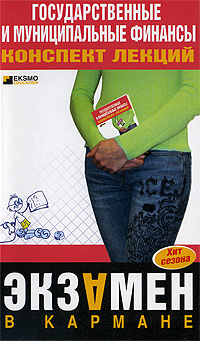 ГОСУДАРСТВЕННЫЕ
И МУНИЦИПАЛЬНЫЕ ФИНАНСЫ
КОНСПЕКТ ЛЕКЦИЙ
EKSMO
EDUCATION
Хит
сезона
ЭКЗАМЕН
В КАРМАНЕ